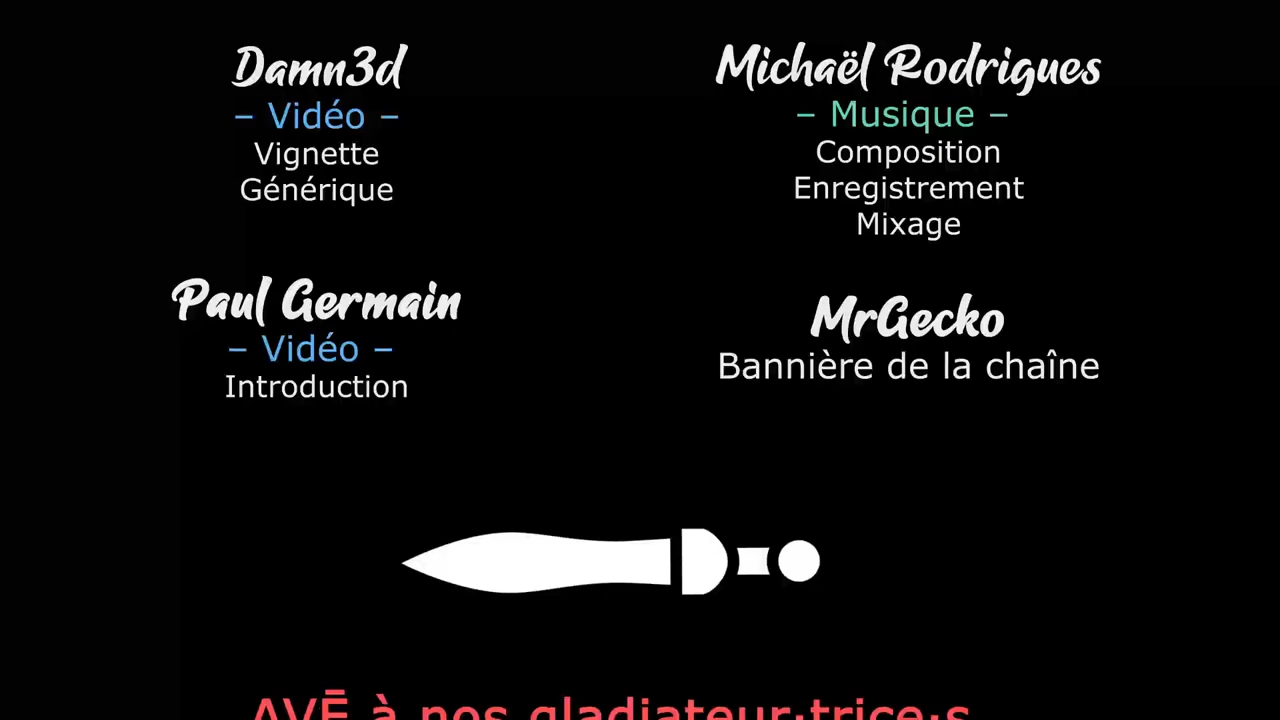 Damn3d
– Vidéo –
Vignette
Générique
Michaël Rodrigues
– Musique –
Composition
Enregistrement
Mixage
Paul Germain
– Vidéo –
Introduction
MrGecko
Bannière de la chaîne
AVĒ à nos gladiateur·trice·s